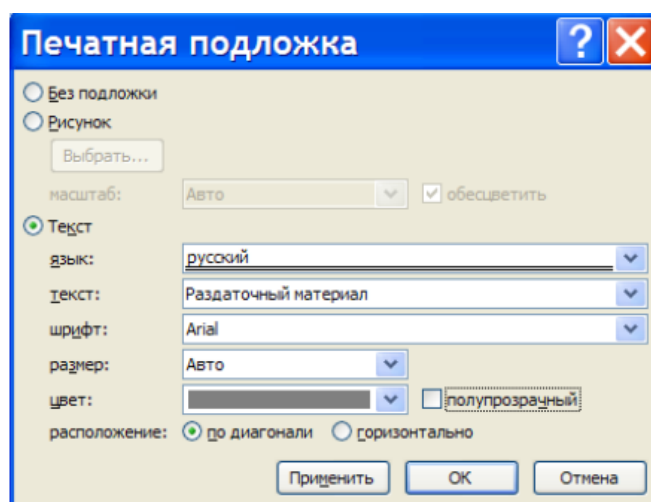 Печатная подложка
Без подложки
Рисунок
Выбрать...
масштаб: Авто обесцветить
Текст
язык: русский
текст: Раздаточный материал
шрифт: Arial
размер: Авто
цвет: полупрозрачный
расположение: по диагонали горизонтально
Применить ОК Отмена